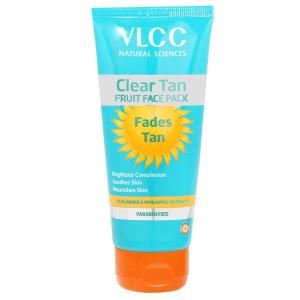 VLCC
NATURAL SCIENCES
Clear Tan
FRUIT FACE PACK
Fades
Tan
Brightens Complexion
Soothes Skin
Nourishes Skin
CUCUMBER & PINEAPPLE EXTRACTS
PARABEN FREE